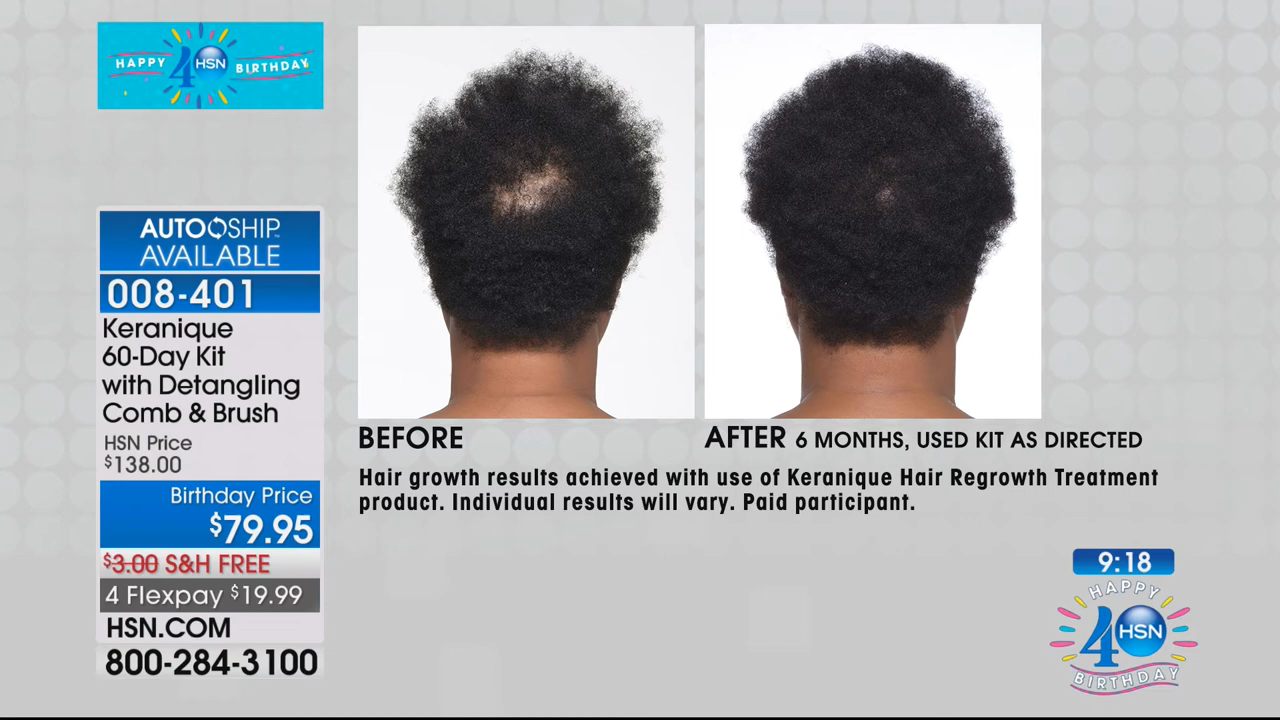 HAPPY 40 HSN BIRTHDAY
AUTOSHIP
AVAILABLE
008-401
Keranique
60-Day Kit
with Detangling
Comb & Brush
HSN Price
$138.00
Birthday Price
$79.95
$3.00 S&H FREE
4 Flexpay $19.99
HSN.COM
800-284-3100
BEFORE
AFTER 6 MONTHS, USED KIT AS DIRECTED
Hair growth results achieved with use of Keranique Hair Regrowth Treatment
product. Individual results will vary. Paid participant.
9:18
HAPPY
40 HSN
BIRTHDAY